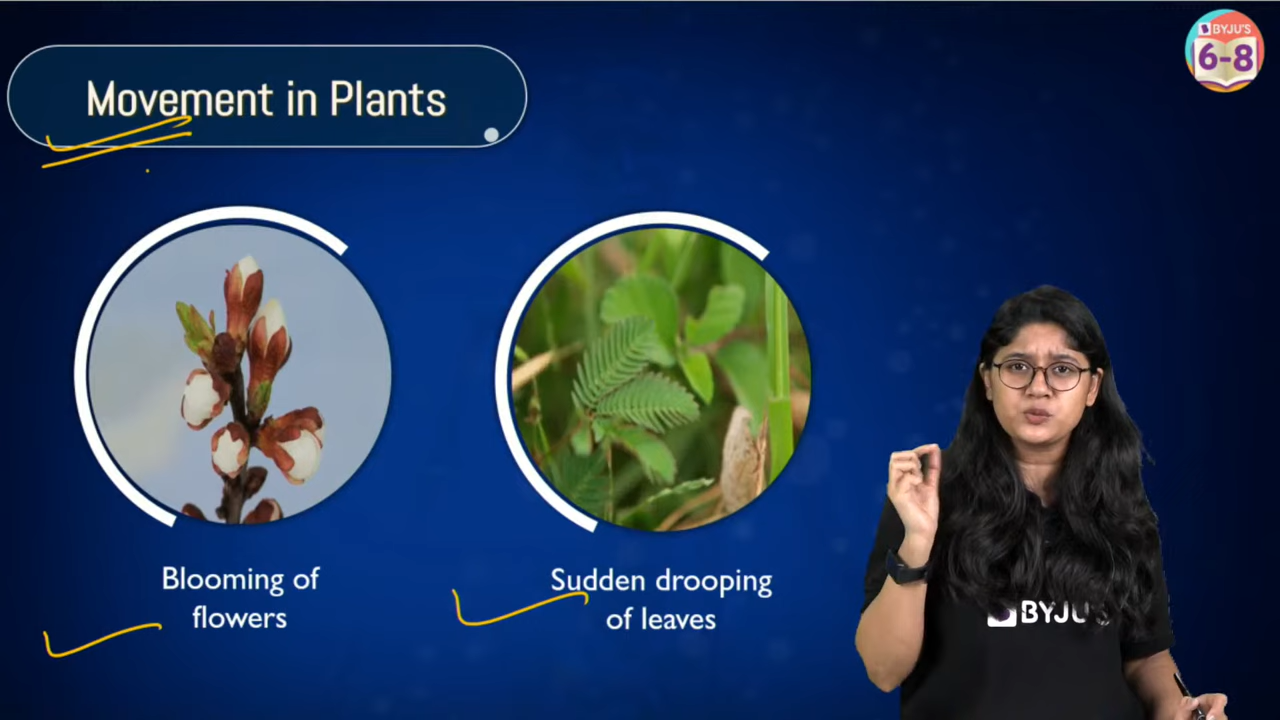 BYJU'S
6-8
Movement in Plants
Blooming of
flowers
Sudden drooping
of leaves
BYJU'S